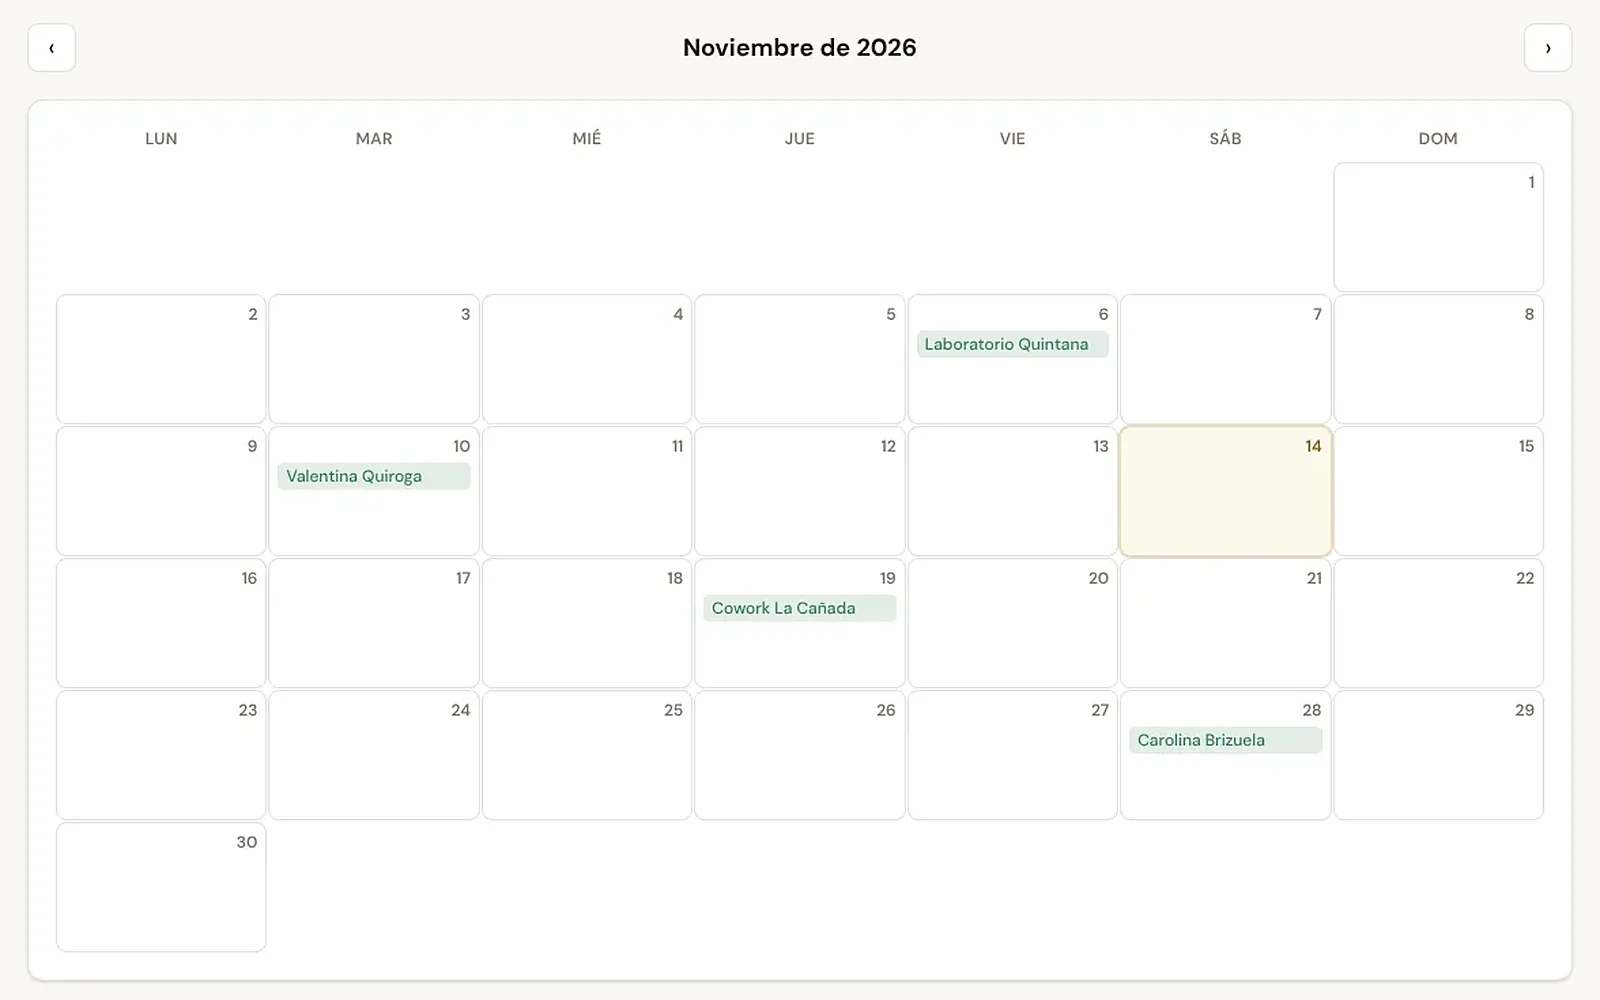 ‹
Noviembre de 2026
›
LUN MAR MIÉ JUE VIE SÁB DOM
1
2 3 4 5 6 7 8
Laboratorio Quintana
9 10 11 12 13 14 15
Valentina Quiroga
16 17 18 19 20 21 22
Cowork La Cañada
23 24 25 26 27 28 29
Carolina Brizuela
30